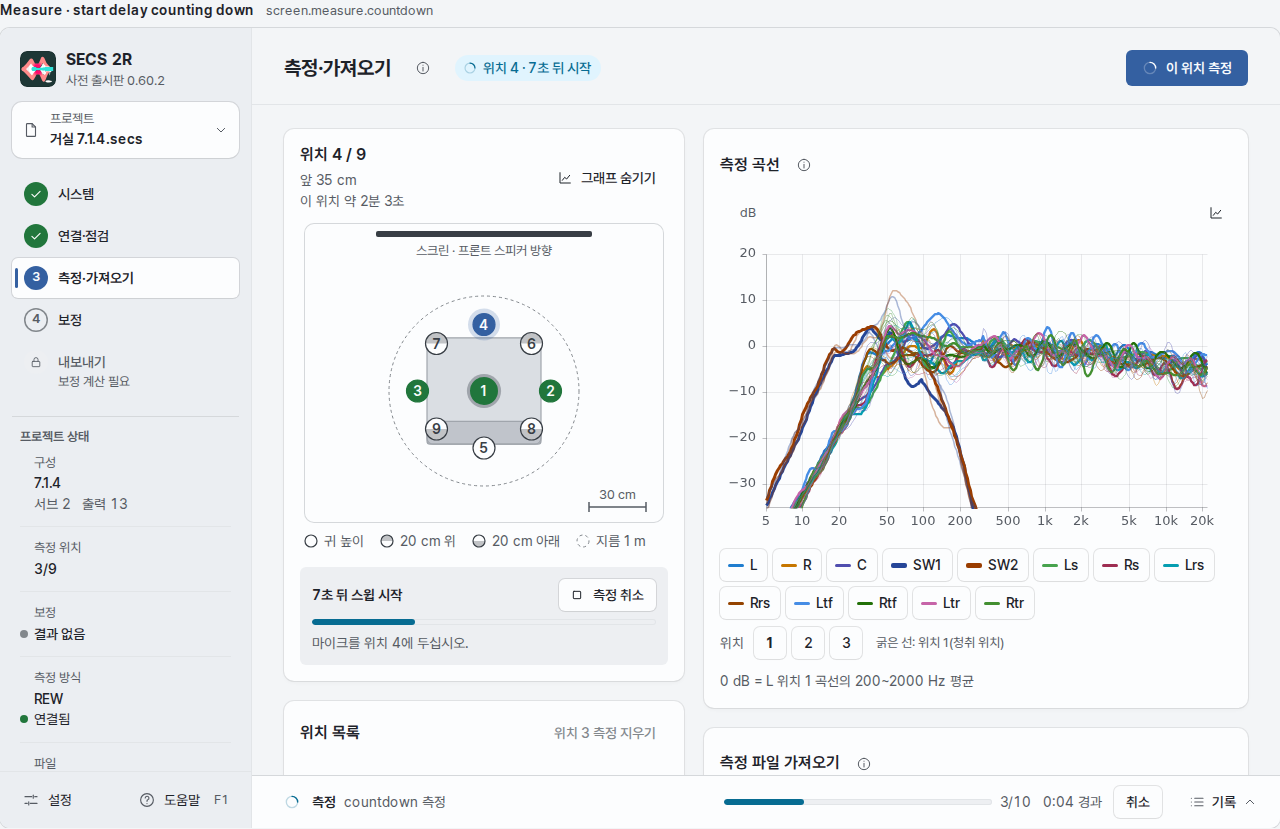 Measure · start delay counting down screen.measure.countdown
SECS 2R
사전 출시판 0.60.2
프로젝트
거실 7.1.4.secs
시스템
연결·점검
3 측정·가져오기
4 보정
내보내기
보정 계산 필요
프로젝트 상태
구성
7.1.4
서브 2 출력 13
측정 위치
3/9
보정
결과 없음
측정 방식
REW
연결됨
파일
설정 도움말 F1
측정·가져오기
위치 4 · 7초 뒤 시작
이 위치 측정
위치 4 / 9
앞 35 cm
이 위치 약 2분 3초
그래프 숨기기
스크린 · 프론트 스피커 방향
4
7 6
3 1 2
9 8
5
30 cm
귀 높이 20 cm 위 20 cm 아래 지름 1 m
7초 뒤 스윕 시작
측정 취소
마이크를 위치 4에 두십시오.
위치 목록
위치 3 측정 지우기
측정 곡선
dB
20
10
0
−10
−20
−30
5 10 20 50 100 200 500 1k 2k 5k 10k 20k
L R C SW1 SW2 Ls Rs Lrs
Rrs Ltf Rtf Ltr Rtr
위치 1 2 3 굵은 선: 위치 1(청취 위치)
0 dB = L 위치 1 곡선의 200~2000 Hz 평균
측정 파일 가져오기
측정 countdown 측정
3/10 0:04 경과 취소 기록